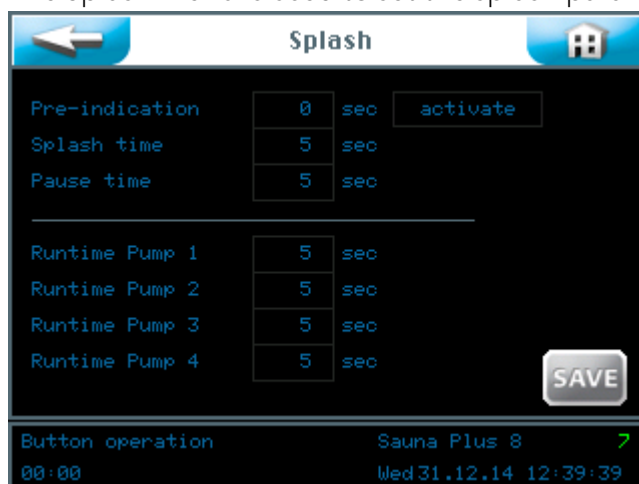 Splash
Pre-indication 0 sec activate
Splash time 5 sec
Pause time 5 sec
Runtime Pump 1 5 sec
Runtime Pump 2 5 sec
Runtime Pump 3 5 sec
Runtime Pump 4 5 sec
SAVE
Button operation Sauna Plus 8 7
00:00 Wed 31.12.14 12:39:39